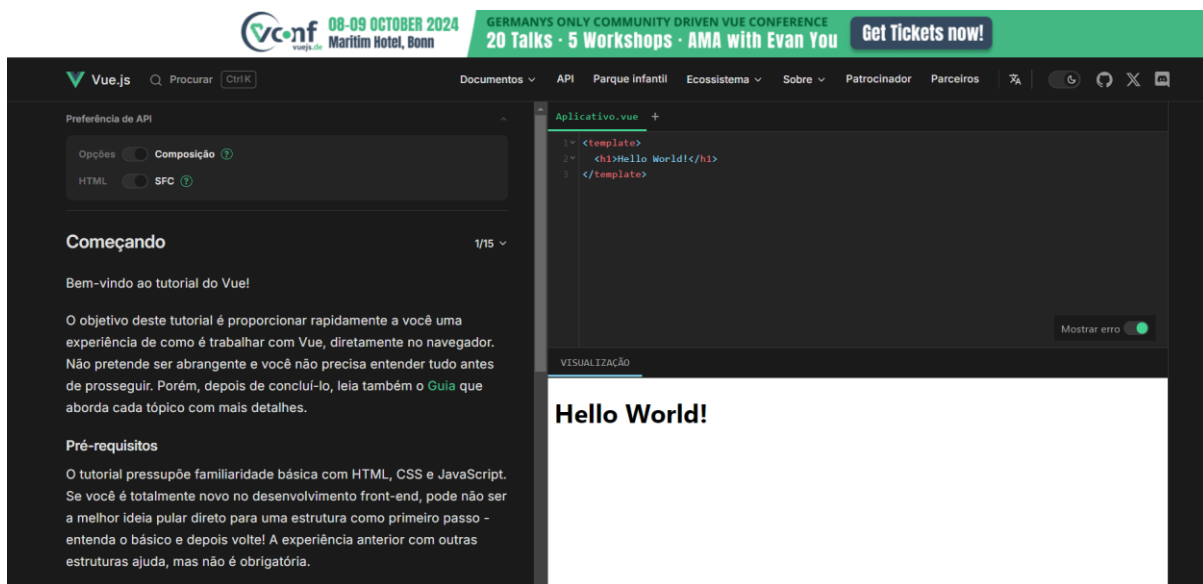 vconf
vuejs.de
08-09 OCTOBER 2024
Maritim Hotel, Bonn
GERMANYS ONLY COMMUNITY DRIVEN VUE CONFERENCE
20 Talks · 5 Workshops · AMA with Evan You
Get Tickets now!
Vue.js
Procurar
Ctrl K
Documentos
API
Parque infantil
Ecossistema
Sobre
Patrocinador
Parceiros
Preferência de API
Opções
Composição
?
HTML
SFC
?
Começando
1/15
Bem-vindo ao tutorial do Vue!
O objetivo deste tutorial é proporcionar rapidamente a você uma
experiência de como é trabalhar com Vue, diretamente no navegador.
Não pretende ser abrangente e você não precisa entender tudo antes
de prosseguir. Porém, depois de concluí-lo, leia também o Guia que
aborda cada tópico com mais detalhes.
Pré-requisitos
O tutorial pressupõe familiaridade básica com HTML, CSS e JavaScript.
Se você é totalmente novo no desenvolvimento front-end, pode não ser
a melhor ideia pular direto para uma estrutura como primeiro passo -
entenda o básico e depois volte! A experiência anterior com outras
estruturas ajuda, mas não é obrigatória.
Aplicativo.vue +
1 <template>
2 <h1>Hello World!</h1>
3 </template>
Mostrar erro
VISUALIZAÇÃO
Hello World!